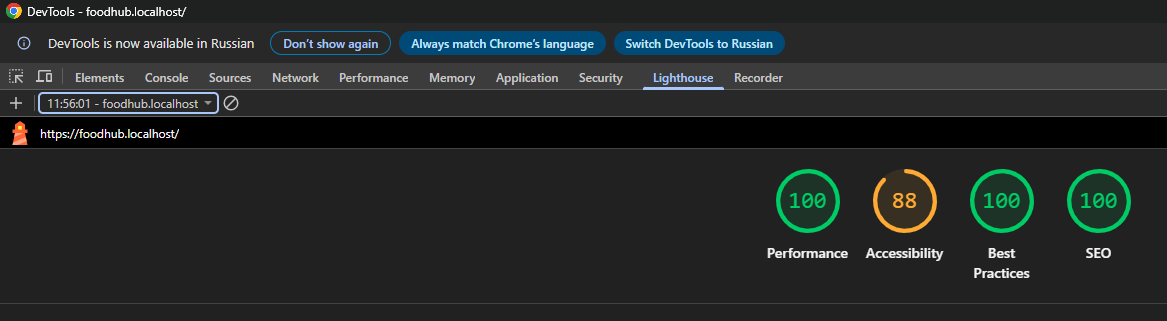 DevTools - foodhub.localhost/
DevTools is now available in Russian Don't show again Always match Chrome's language Switch DevTools to Russian
Elements Console Sources Network Performance Memory Application Security Lighthouse Recorder
11:56:01 - foodhub.localhost
https://foodhub.localhost/
100 88 100 100
Performance Accessibility Best Practices SEO